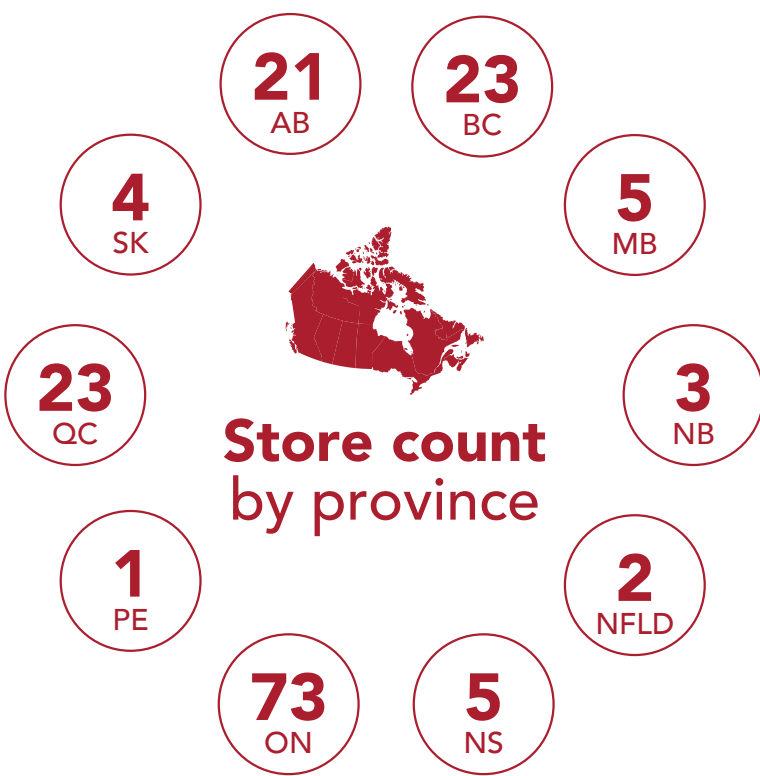 21
AB
23
BC
4
SK
5
MB
23
QC
3
NB
Store count
by province
1
PE
2
NFLD
73
ON
5
NS